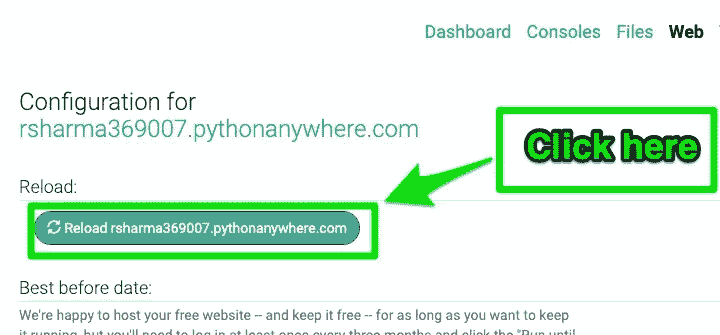 Dashboard Consoles Files Web
Configuration for
rsharma369007.pythonanywhere.com
Click here
Reload:
Reload rsharma369007.pythonanywhere.com
Best before date:
We're happy to host your free website -- and keep it free -- for as long as you want to keep
it running, but you'll need to log in at least once every three months and click the "Run until